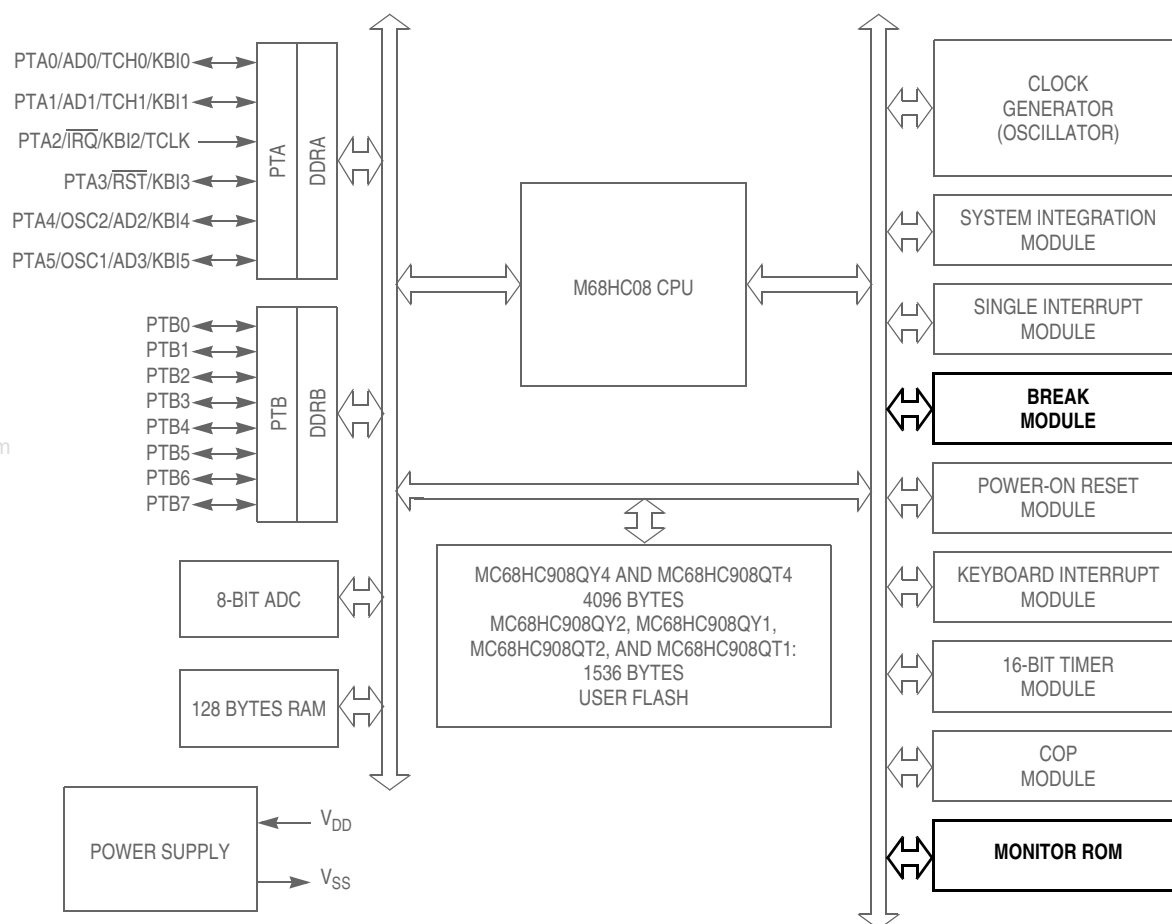 PTA0/AD0/TCH0/KBI0
PTA1/AD1/TCH1/KBI1
PTA2/IRQ/KBI2/TCLK
PTA3/RST/KBI3
PTA4/OSC2/AD2/KBI4
PTA5/OSC1/AD3/KBI5
PTA
DDRA
PTB0
PTB1
PTB2
PTB3
PTB4
PTB5
PTB6
PTB7
PTB
DDRB
8-BIT ADC
128 BYTES RAM
POWER SUPPLY
VDD
VSS
M68HC08 CPU
MC68HC908QY4 AND MC68HC908QT4
4096 BYTES
MC68HC908QY2, MC68HC908QY1,
MC68HC908QT2, AND MC68HC908QT1:
1536 BYTES
USER FLASH
CLOCK
GENERATOR
(OSCILLATOR)
SYSTEM INTEGRATION
MODULE
SINGLE INTERRUPT
MODULE
BREAK
MODULE
POWER-ON RESET
MODULE
KEYBOARD INTERRUPT
MODULE
16-BIT TIMER
MODULE
COP
MODULE
MONITOR ROM